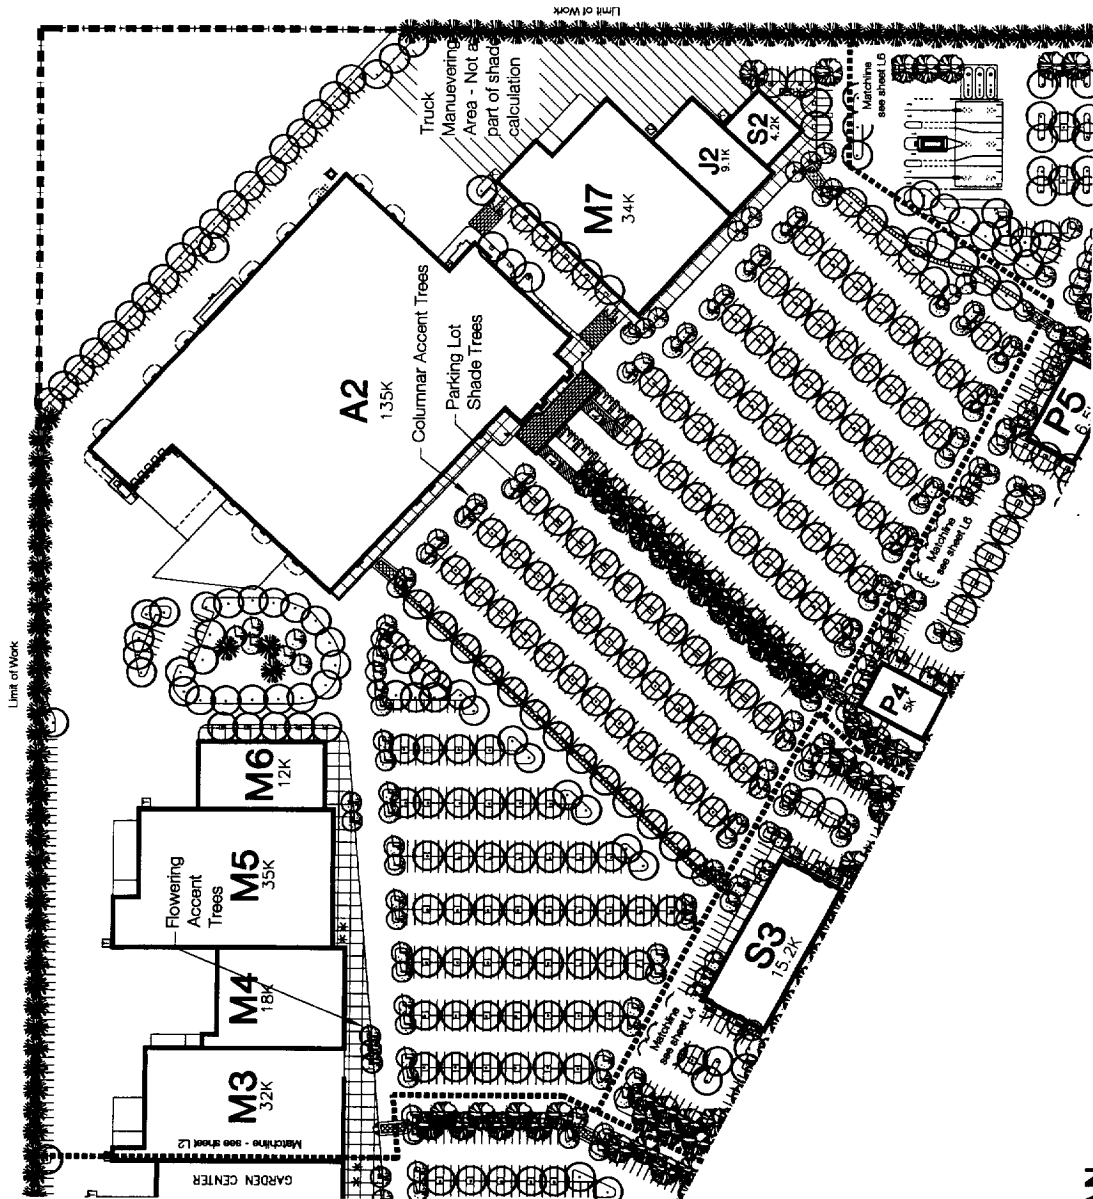 Limit of Work
Truck
Manuevering
Area - Not a
part of shade
calculation
Matchline
see sheet L6
S2
4.2K
J2
9.1K
M7
34K
A2
135K
Columnar Accent Trees
Parking Lot
Shade Trees
P5
Matchline
see sheet L6
Limit of Work
P4
5K
M6
12K
M5
35K
Flowering
Accent
Trees
M4
18K
S3
15.2K
Matchline
see sheet L4
M3
32K
Matchline - see sheet L2
GARDEN CENTER
AN